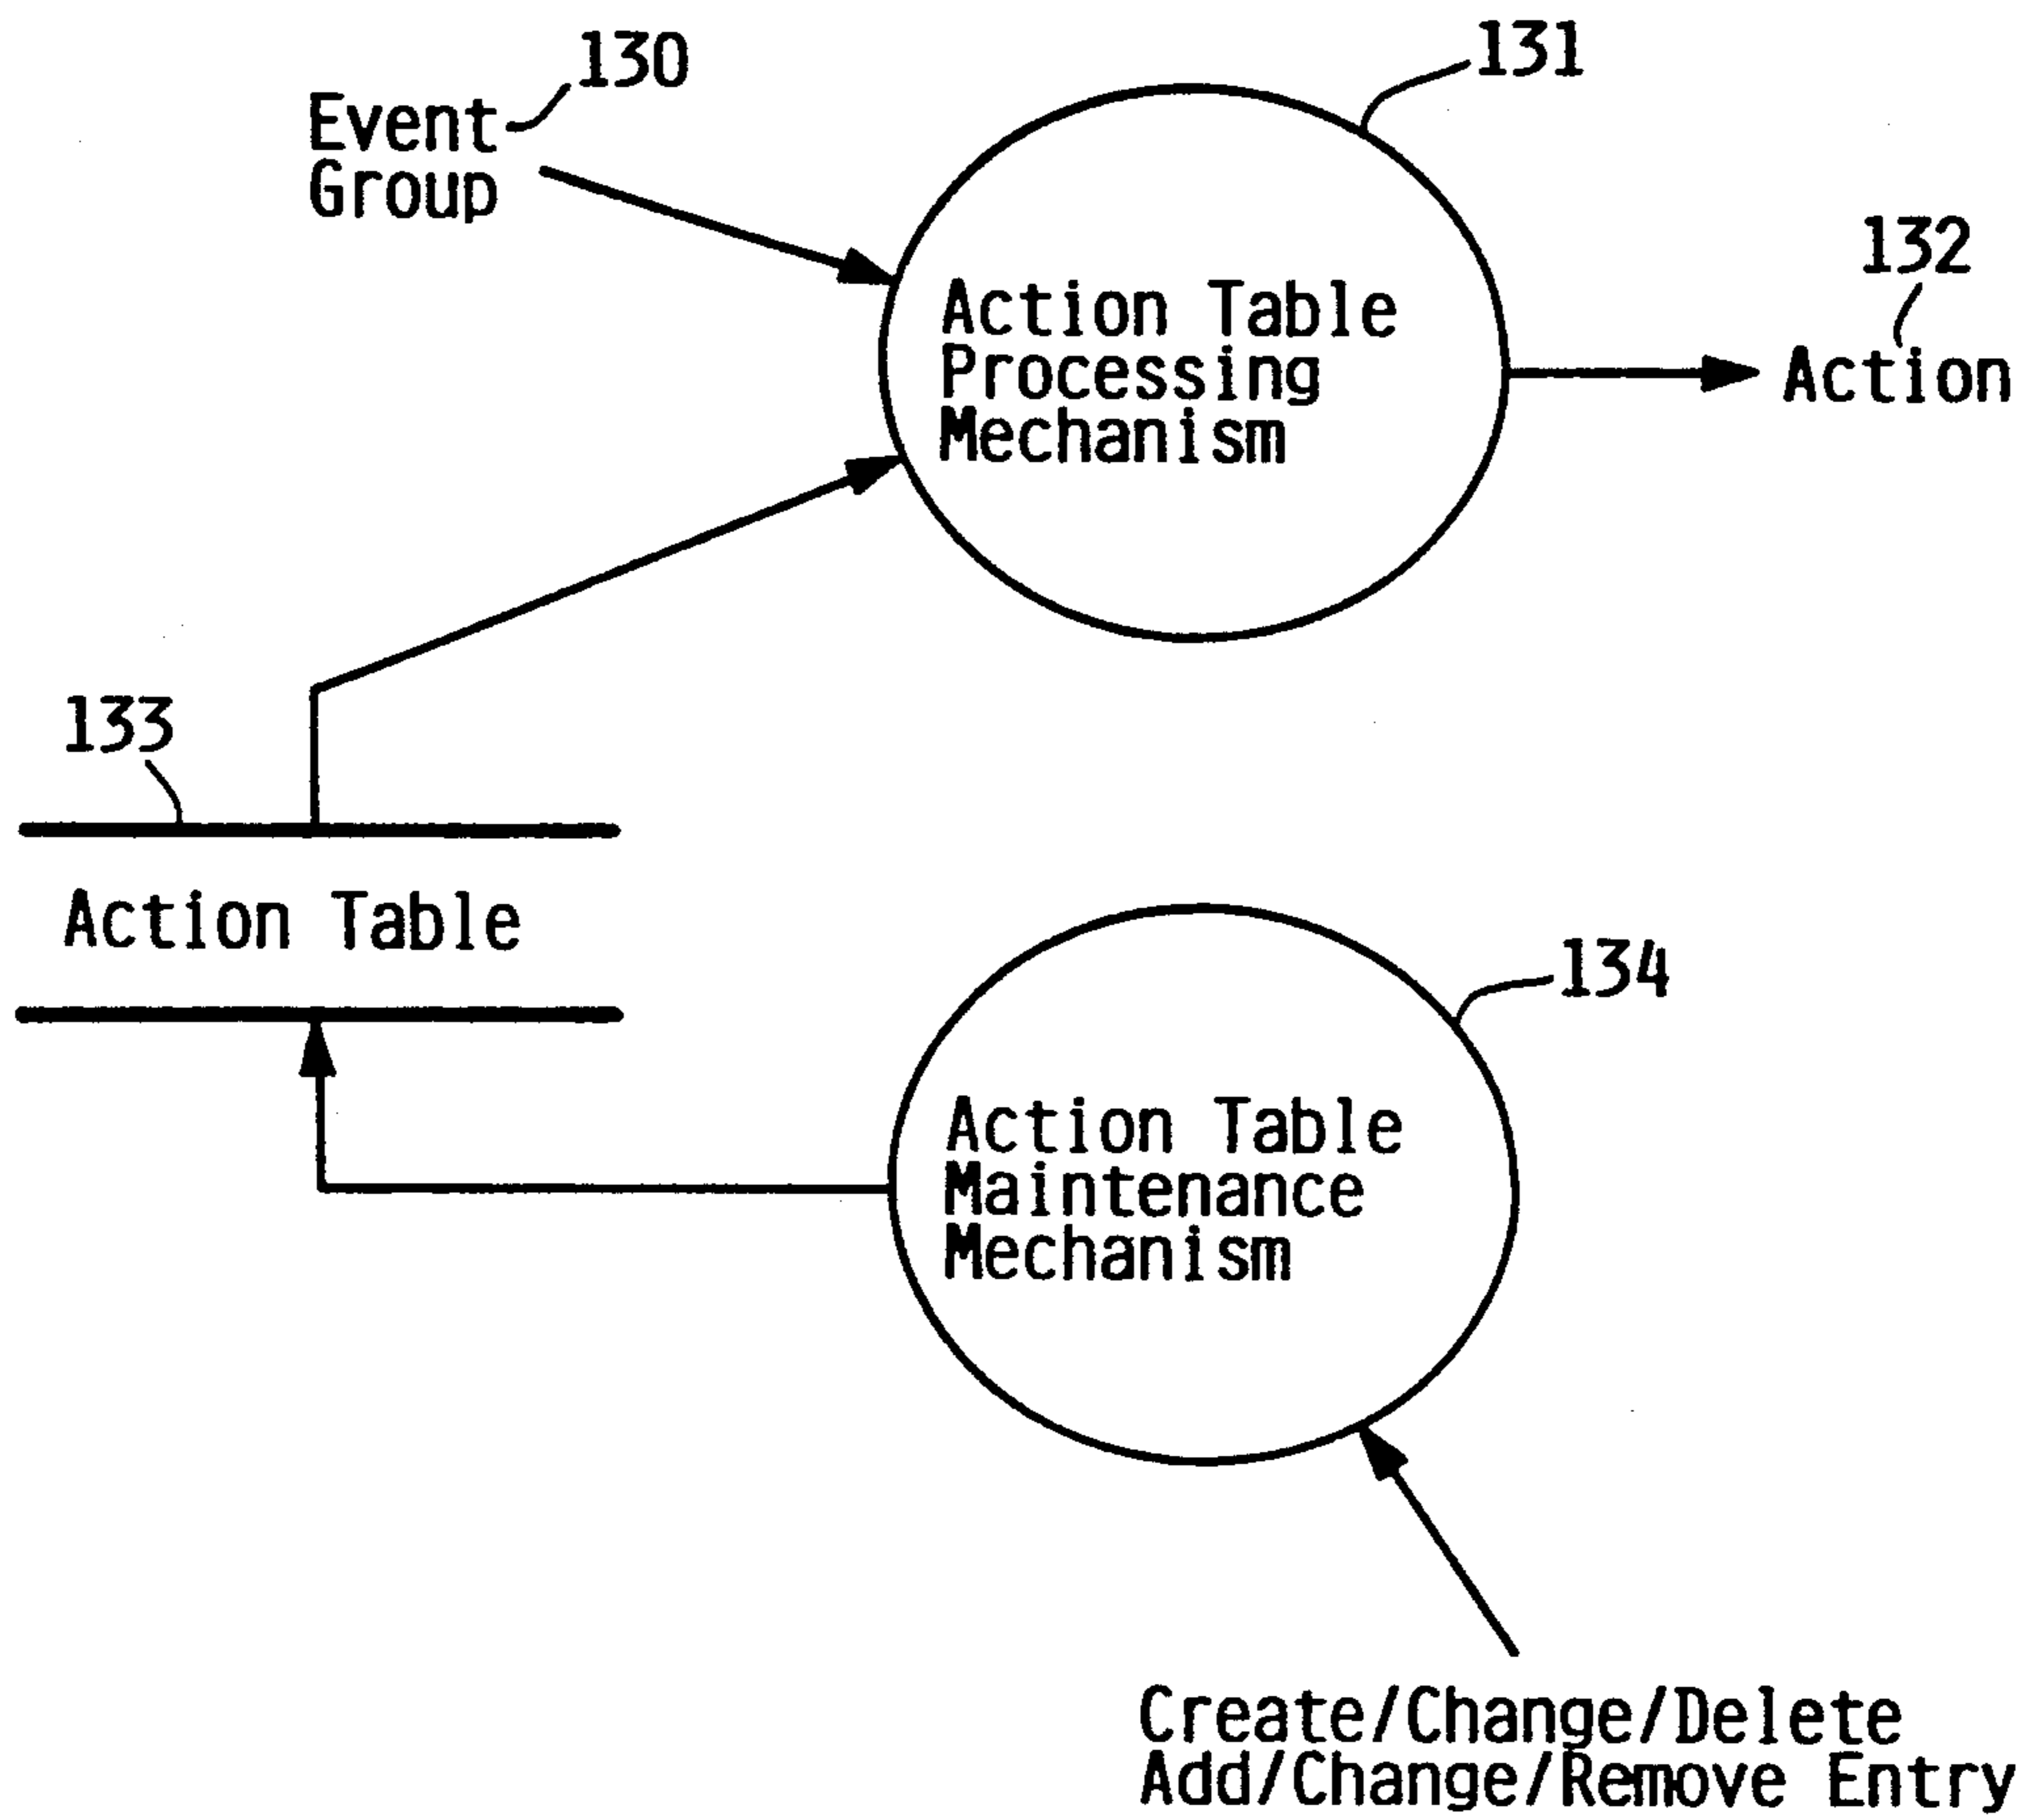 130
Event
Group
131
Action Table
Processing
Mechanism
132
Action
133
Action Table
134
Action Table
Maintenance
Mechanism
Create/Change/Delete
Add/Change/Remove Entry